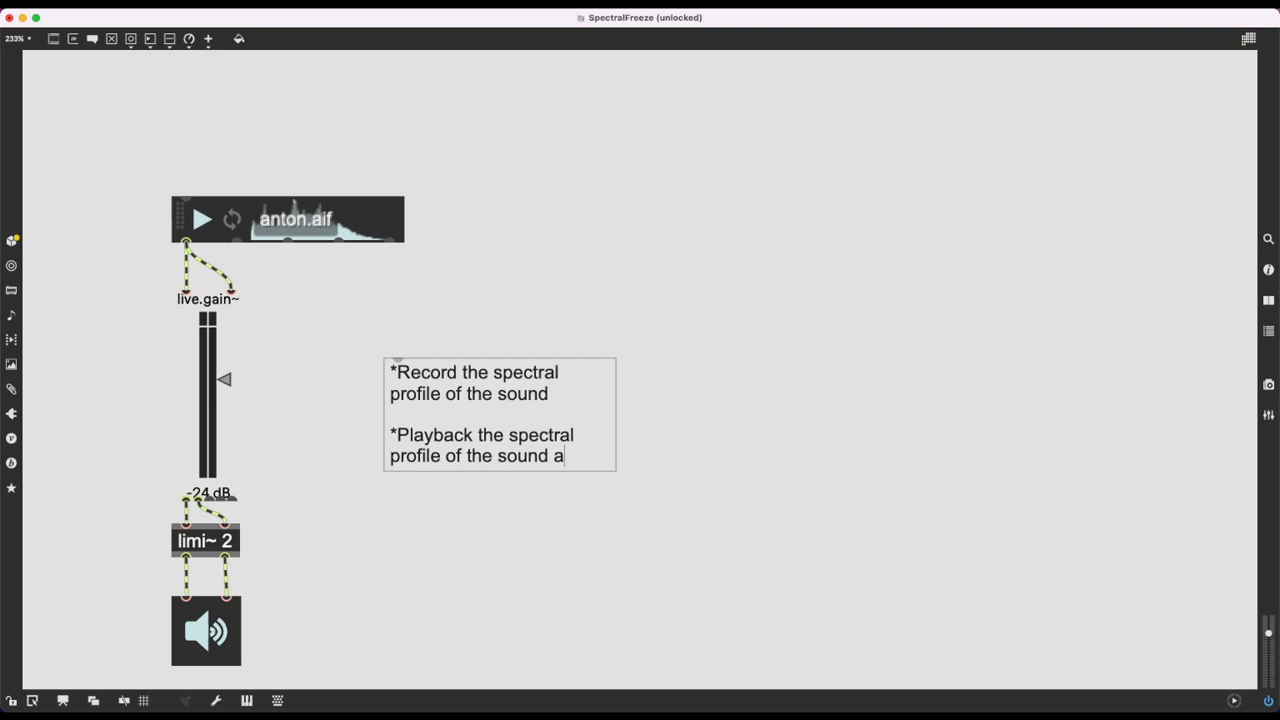 SpectralFreeze (unlocked)
233%
anton.aif
live.gain~
*Record the spectral
profile of the sound
*Playback the spectral
profile of the sound a
-24 dB
limi~ 2